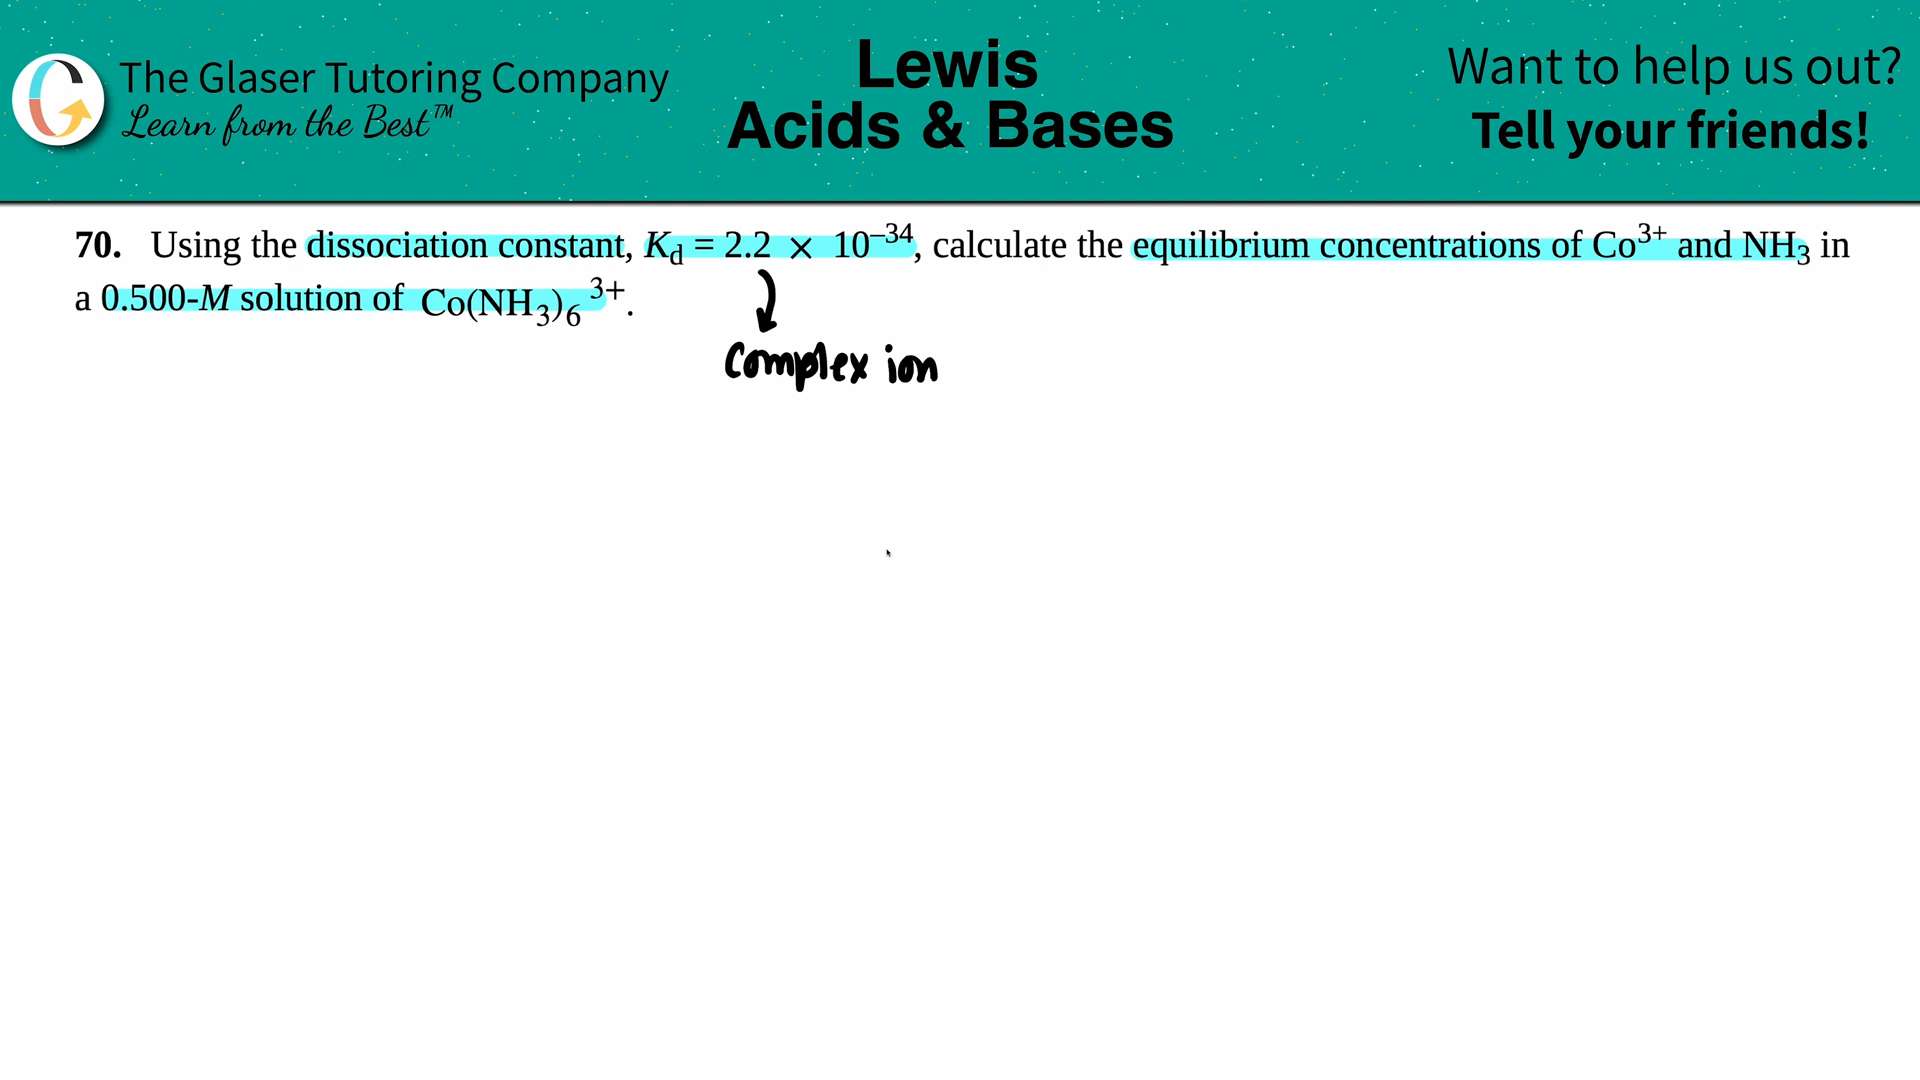 The Glaser Tutoring Company
Learn from the Best™
Lewis
Acids & Bases
Want to help us out?
Tell your friends!
70. Using the dissociation constant, K_d = 2.2 × 10⁻³⁴, calculate the equilibrium concentrations of Co³⁺ and NH₃ in
a 0.500-M solution of Co(NH₃)₆³⁺.
Complex ion